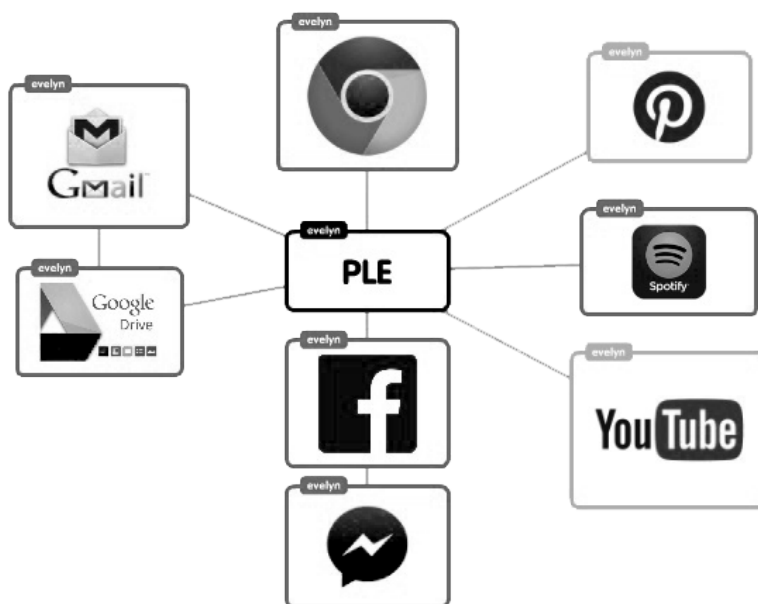 evelyn
evelyn
Gmail
evelyn
evelyn
PLE
evelyn
Google
Drive
evelyn
Spotify
evelyn
evelyn
YouTube
evelyn